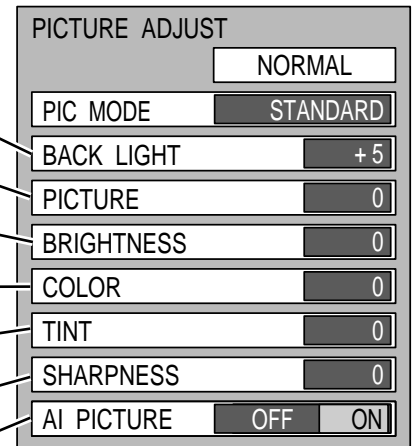 PICTURE ADJUST
NORMAL
PIC MODE STANDARD
BACK LIGHT +5
PICTURE 0
BRIGHTNESS 0
COLOR 0
TINT 0
SHARPNESS 0
AI PICTURE OFF ON